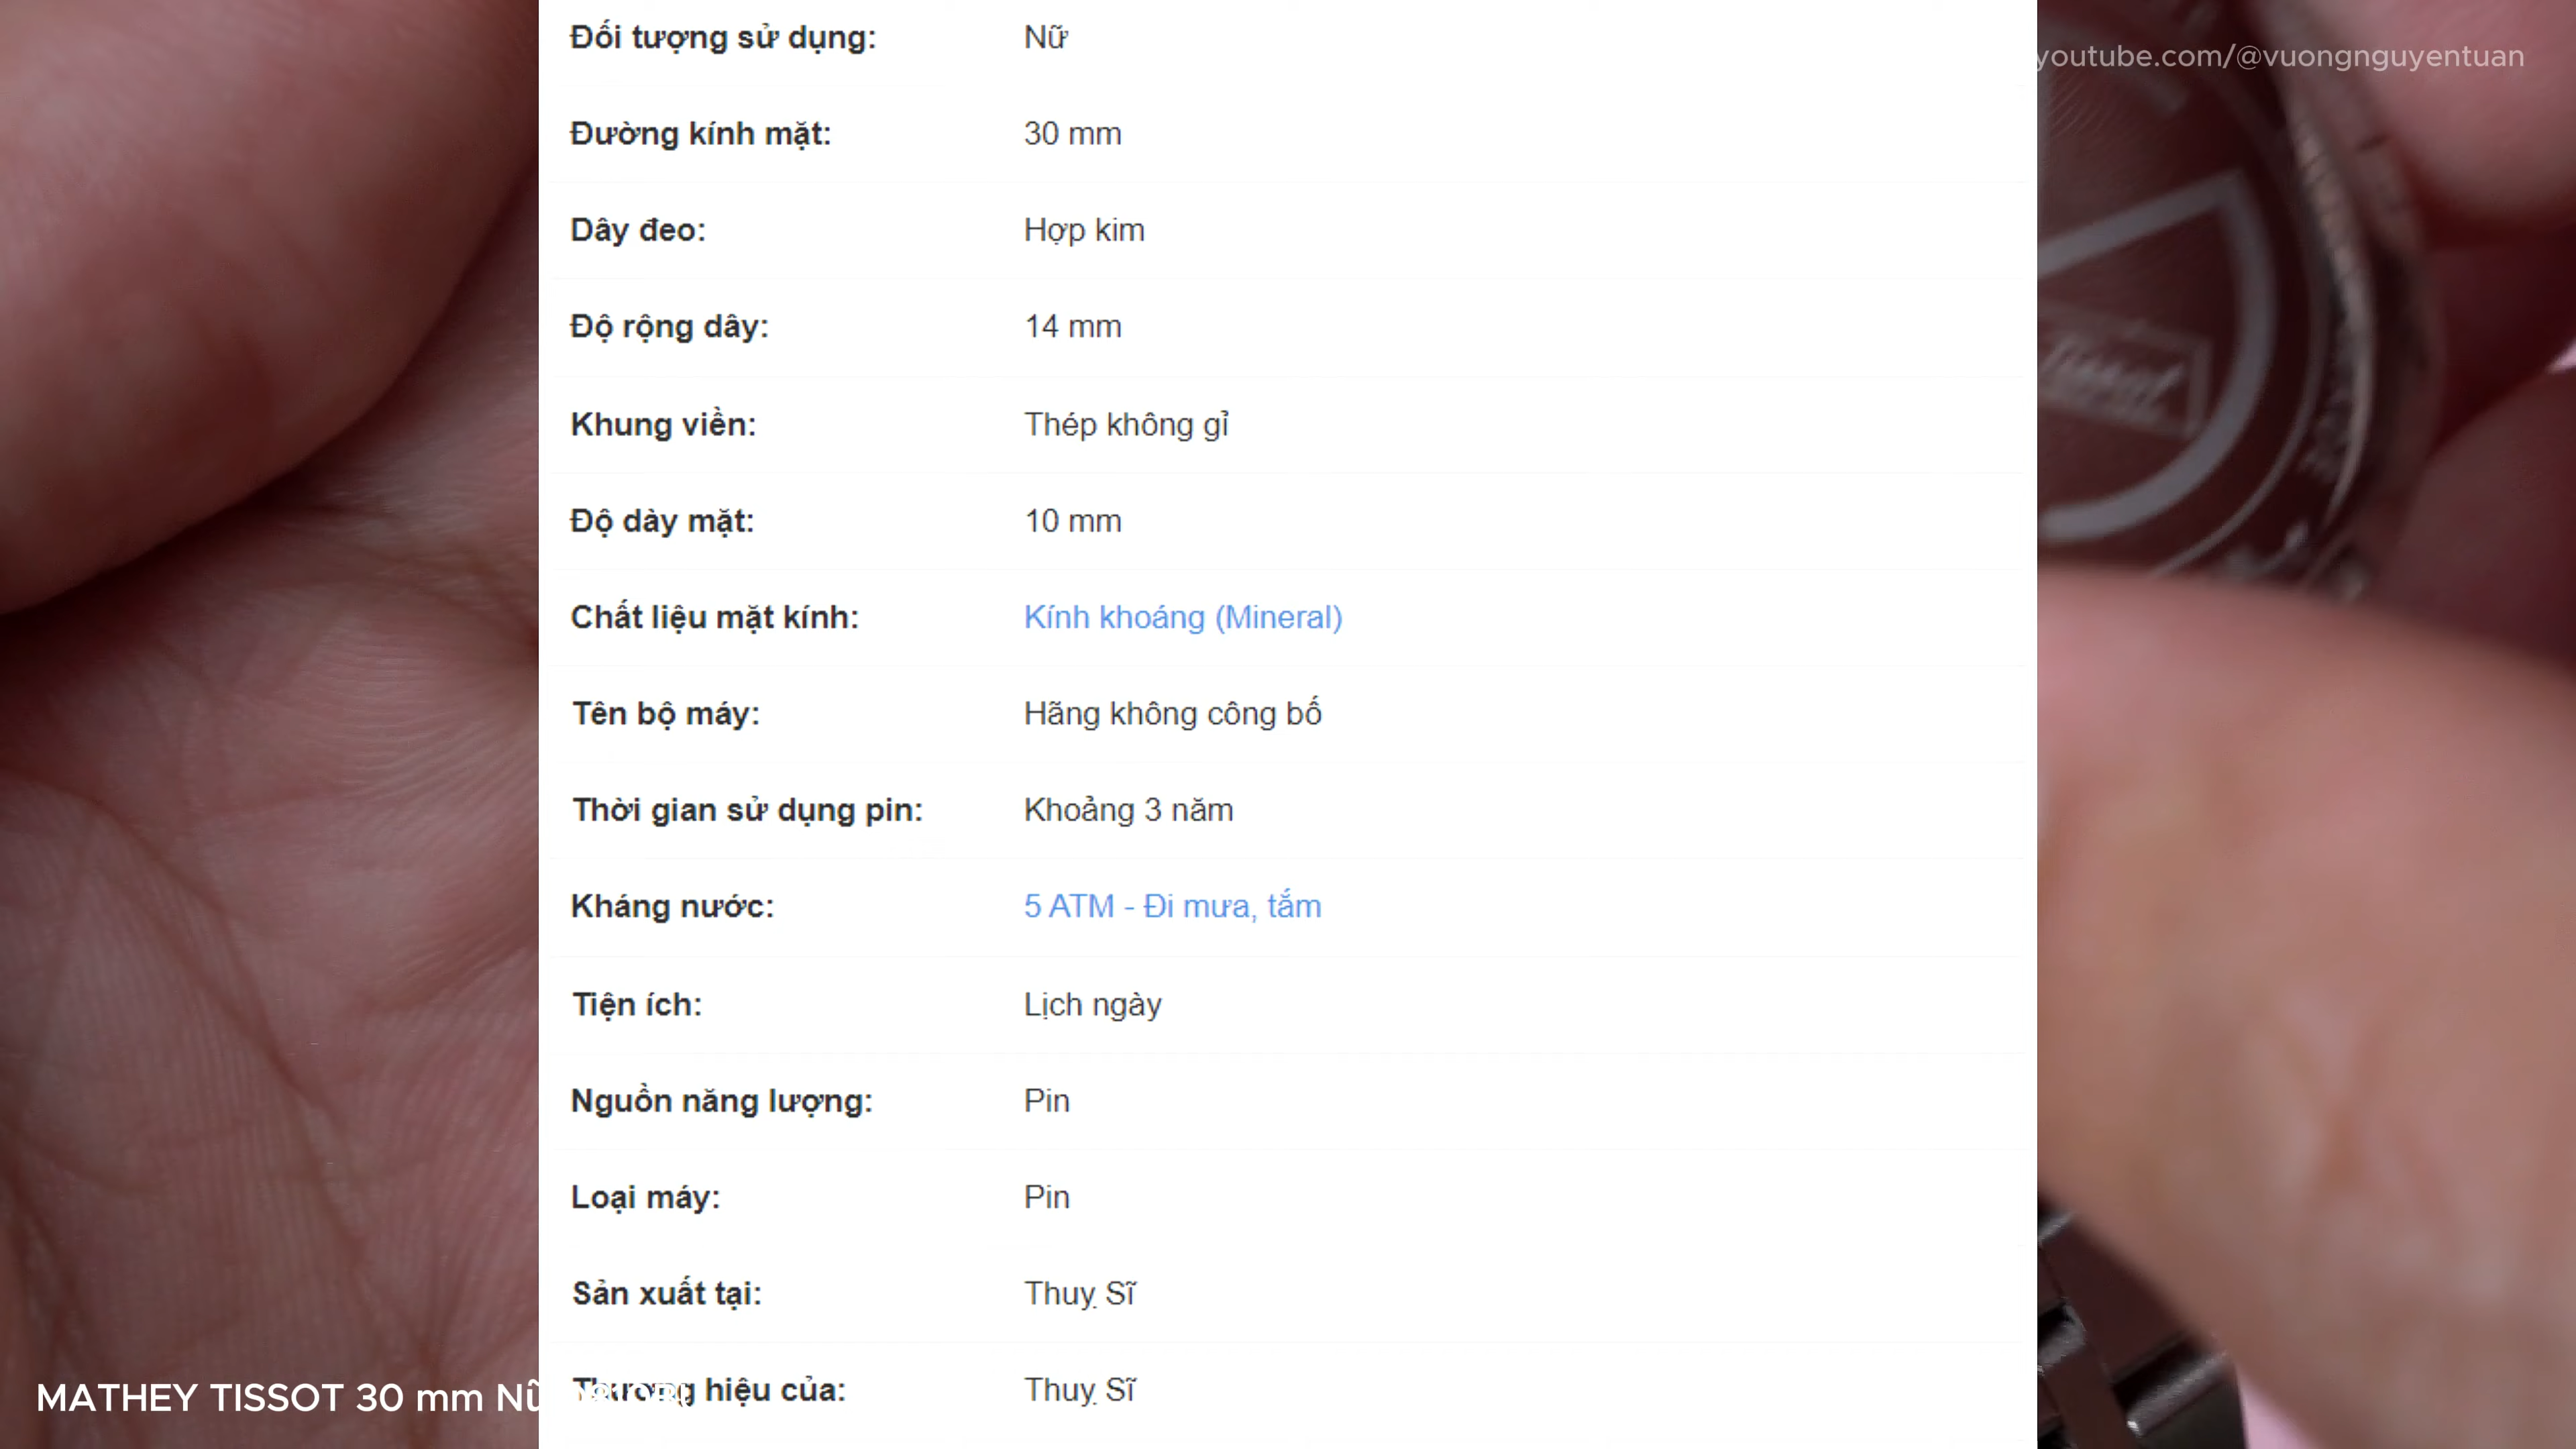 youtube.com/@vuongnguyentuan
Đối tượng sử dụng: Nữ
Đường kính mặt: 30 mm
Dây đeo: Hợp kim
Độ rộng dây: 14 mm
Khung viền: Thép không gỉ
Độ dày mặt: 10 mm
Chất liệu mặt kính: Kính khoáng (Mineral)
Tên bộ máy: Hãng không công bố
Thời gian sử dụng pin: Khoảng 3 năm
Kháng nước: 5 ATM - Đi mưa, tắm
Tiện ích: Lịch ngày
Nguồn năng lượng: Pin
Loại máy: Pin
Sản xuất tại: Thuỵ Sĩ
Thương hiệu của: Thuỵ Sĩ
MATHEY TISSOT 30 mm Nữ